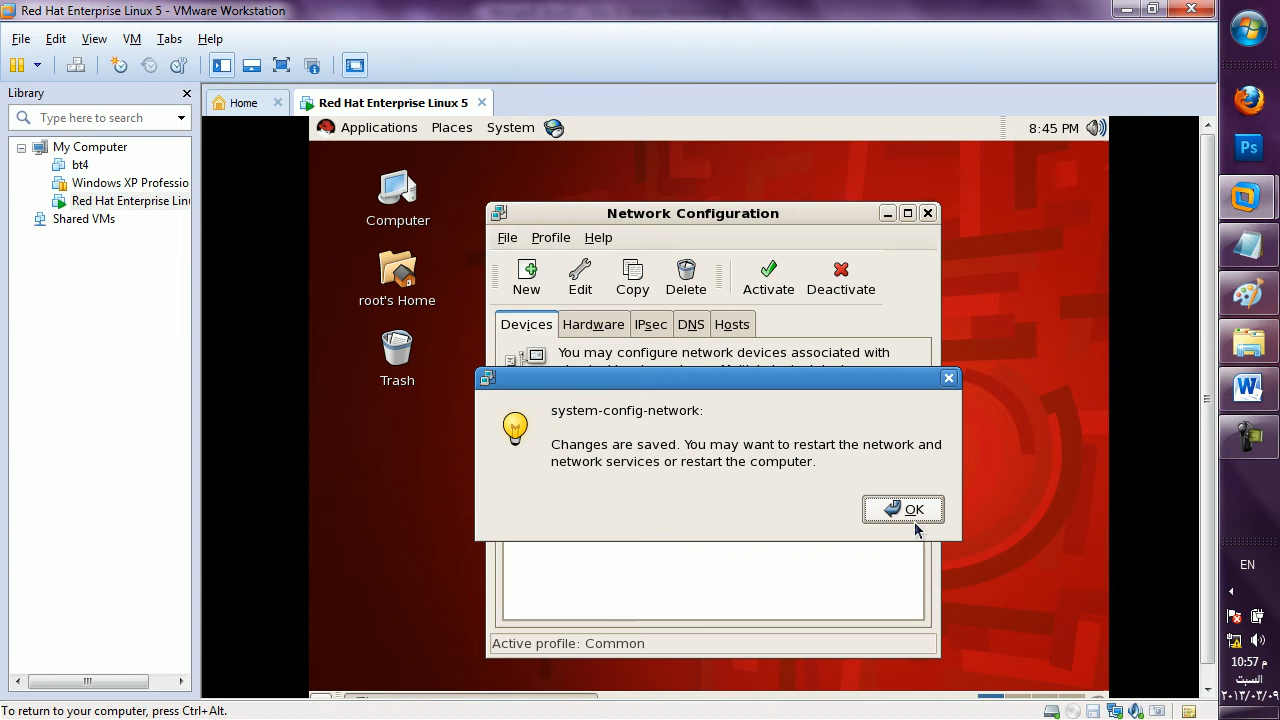 Red Hat Enterprise Linux 5 - VMware Workstation
File Edit View VM Tabs Help
Library
Type here to search
My Computer
bt4
Windows XP Professio
Red Hat Enterprise Linu
Shared VMs
Home
Red Hat Enterprise Linux 5
Applications Places System
8:45 PM
Computer
root's Home
Trash
Network Configuration
File Profile Help
New Edit Copy Delete Activate Deactivate
Devices Hardware IPsec DNS Hosts
You may configure network devices associated with
system-config-network:
Changes are saved. You may want to restart the network and
network services or restart the computer.
OK
Active profile: Common
To return to your computer, press Ctrl+Alt.
Ps
W
EN
10:57 م
السبت
٢٠١٣/٠٣/٠٩